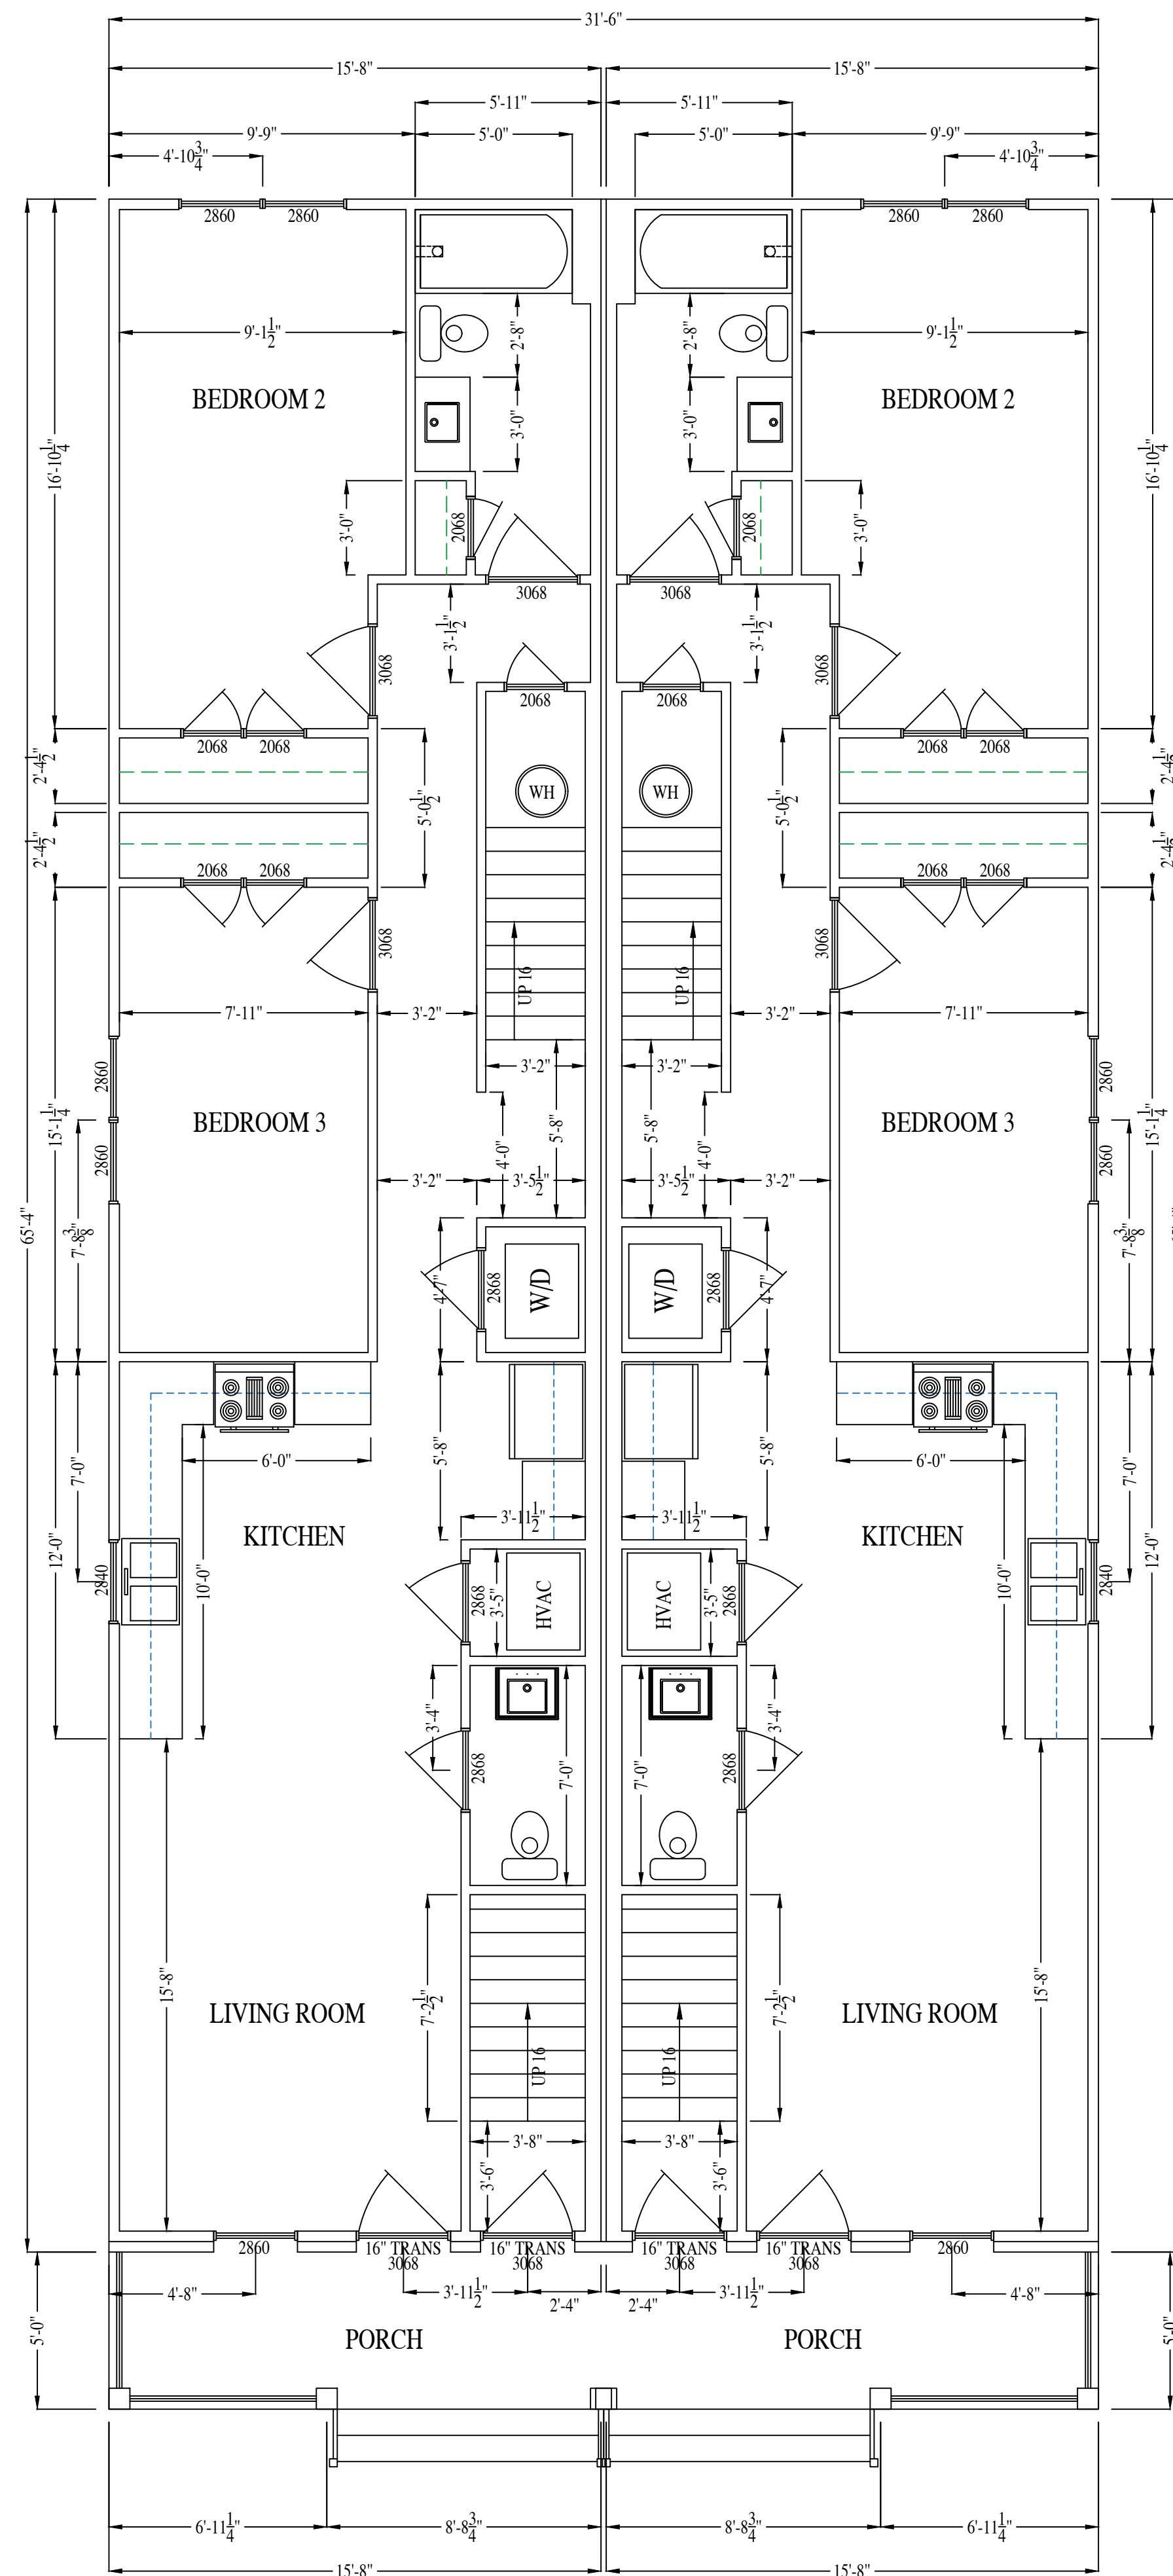 31'-6"
15'-8" 15'-8"
5'-11" 5'-11"
9'-9" 5'-0" 5'-0" 9'-9"
4'-10 3/4" 4'-10 3/4"
2860 2860 2860 2860
9'-1 1/2" 2'-8" 2'-8" 9'-1 1/2"
BEDROOM 2 BEDROOM 2
3'-0" 3'-0"
16'-10 1/4" 16'-10 1/4"
3'-0" 2068 2068 3'-0"
3068 3068
3'-1 1/2" 3'-1 1/2"
3068 3068
2068 2068
2068 2068 2068 2068
2'-4 1/2" 2'-4 1/2"
WH WH
5'-0 1/2" 5'-0 1/2"
2'-4 1/2" 2'-4 1/2"
2068 2068 2068 2068
3068 3068
UP 16 UP 16
7'-11" 3'-2" 3'-2" 7'-11"
3'-2" 3'-2"
2860 2860
BEDROOM 3 BEDROOM 3
15'-1 1/4" 15'-1 1/4"
5'-8" 5'-8"
2860 4'-0" 4'-0" 2860
3'-2" 3'-5 1/2" 3'-5 1/2" 3'-2"
65'-4" 7'-8 3/8" 7'-8 3/8"
4'-7" 2868 W/D W/D 2868 4'-7"
5'-8" 5'-8"
6'-0" 6'-0"
7'-0" 7'-0"
3'-11 1/2" 3'-11 1/2"
KITCHEN KITCHEN
12'-0" 2840 10'-0" 10'-0" 2840 12'-0"
2868 3'-5" HVAC HVAC 3'-5" 2868
3'-4" 3'-4"
2868 7'-0" 7'-0" 2868
15'-8" 15'-8"
LIVING ROOM LIVING ROOM
7'-2 1/2" 7'-2 1/2"
UP 16 UP 16
3'-8" 3'-8"
3'-6" 3'-6"
2860 16" TRANS 16" TRANS 16" TRANS 16" TRANS 2860
3068 3068 3068 3068
4'-8" 3'-11 1/2" 2'-4" 2'-4" 3'-11 1/2" 4'-8"
5'-0" 5'-0"
PORCH PORCH
6'-11 1/4" 8'-8 3/4" 8'-8 3/4" 6'-11 1/4"
15'-8" 15'-8"